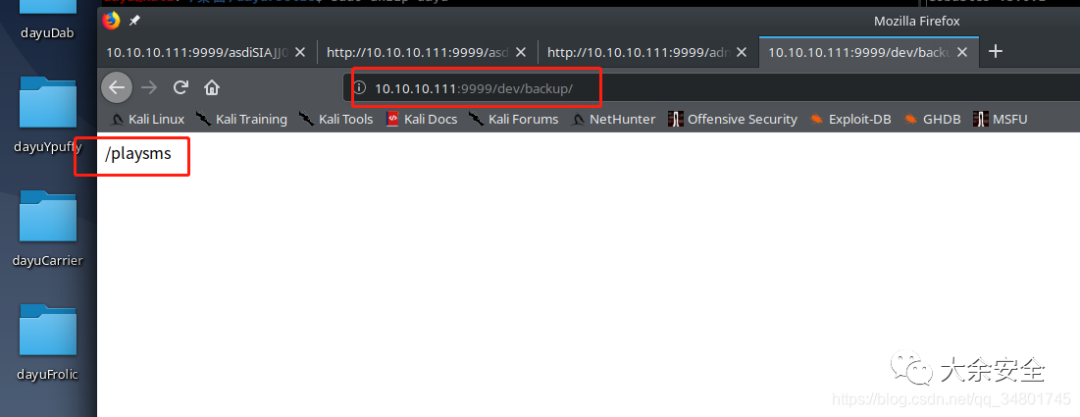 dayuDab
dayuYpuffy
dayuCarrier
dayuFrolic
Mozilla Firefox
10.10.10.111:9999/asdiSIAJJ0
http://10.10.10.111:9999/asd
http://10.10.10.111:9999/adm
10.10.10.111:9999/dev/backu
10.10.10.111:9999/dev/backup/
Kali Linux
Kali Training
Kali Tools
Kali Docs
Kali Forums
NetHunter
Offensive Security
Exploit-DB
GHDB
MSFU
/playsms
大余安全
https://blog.csdn.net/qq_34801745